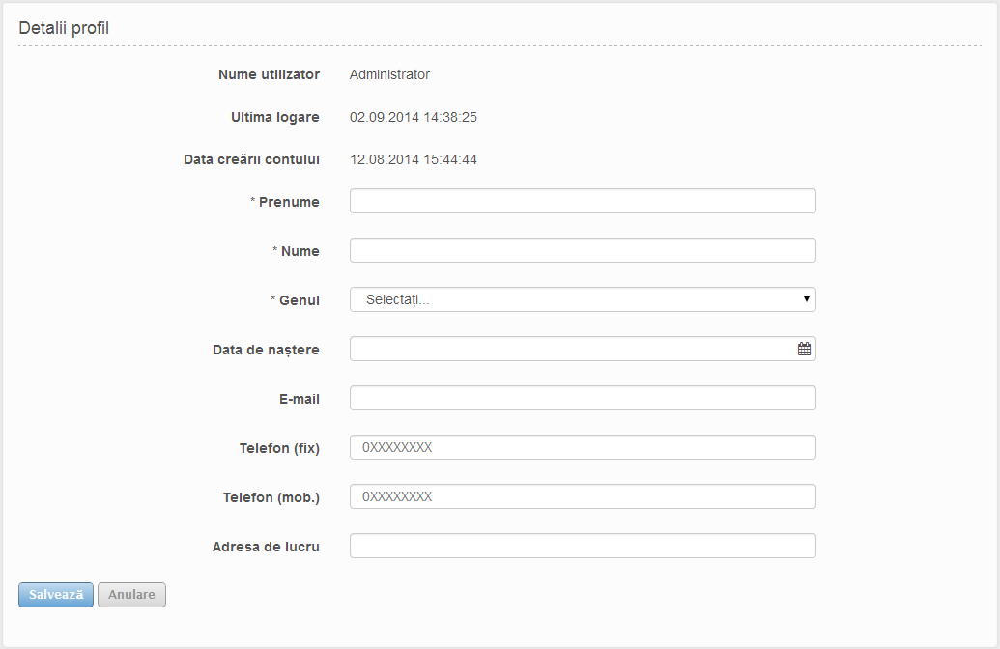 Detalii profil
Nume utilizator Administrator
Ultima logare 02.09.2014 14:38:25
Data creării contului 12.08.2014 15:44:44
* Prenume
* Nume
* Genul Selectați...
Data de naștere
E-mail
Telefon (fix) 0XXXXXXXX
Telefon (mob.) 0XXXXXXXX
Adresa de lucru
Salvează Anulare